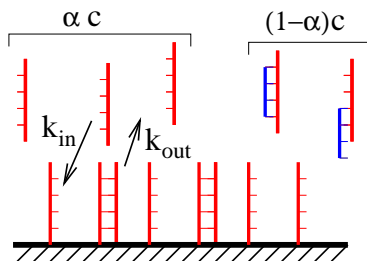 α c
(1−α)c
k_in
k_out